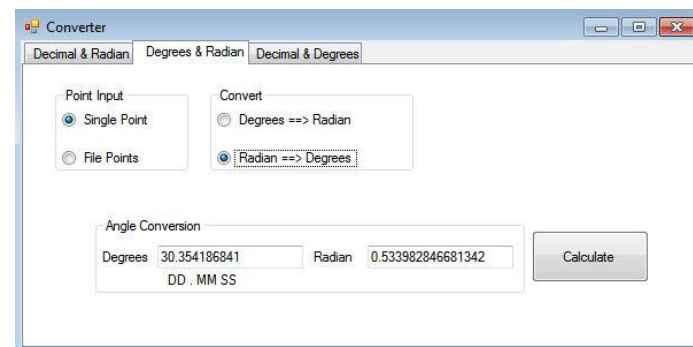 Converter
Decimal & Radian Degrees & Radian Decimal & Degrees
Point Input Convert
Single Point Degrees ==> Radian
File Points Radian ==> Degrees
Angle Conversion
Degrees 30.354186841 Radian 0.533982846681342 Calculate
DD . MM SS